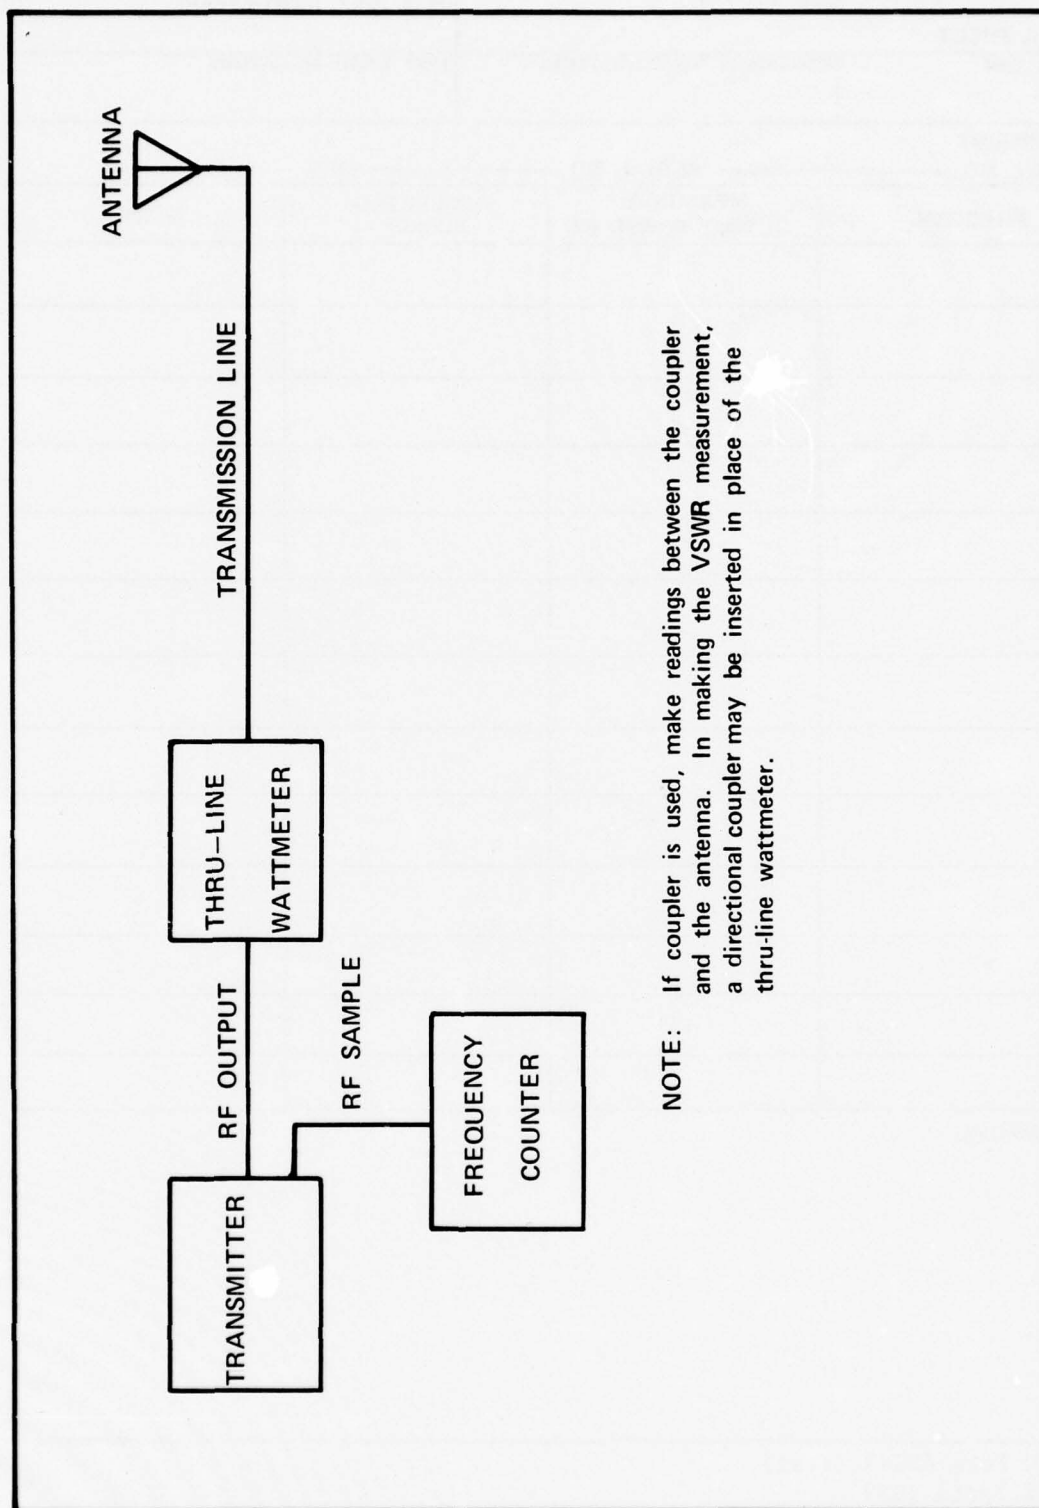 ANTENNA
TRANSMISSION LINE
THRU–LINE
WATTMETER
RF OUTPUT
RF SAMPLE
TRANSMITTER
FREQUENCY
COUNTER
NOTE: If coupler is used, make readings between the coupler
and the antenna. In making the VSWR measurement,
a directional coupler may be inserted in place of the
thru-line wattmeter.